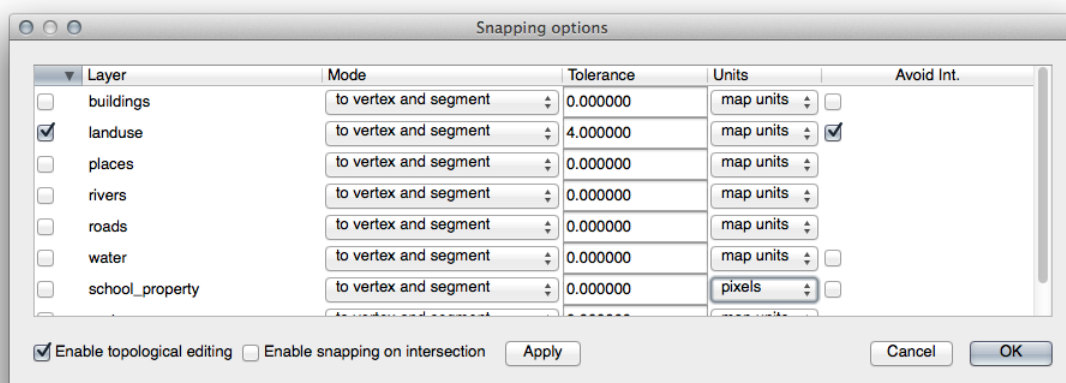 Snapping options
Layer Mode Tolerance Units Avoid Int.
buildings to vertex and segment 0.000000 map units
landuse to vertex and segment 4.000000 map units
places to vertex and segment 0.000000 map units
rivers to vertex and segment 0.000000 map units
roads to vertex and segment 0.000000 map units
water to vertex and segment 0.000000 map units
school_property to vertex and segment 0.000000 pixels
Enable topological editing Enable snapping on intersection Apply Cancel OK